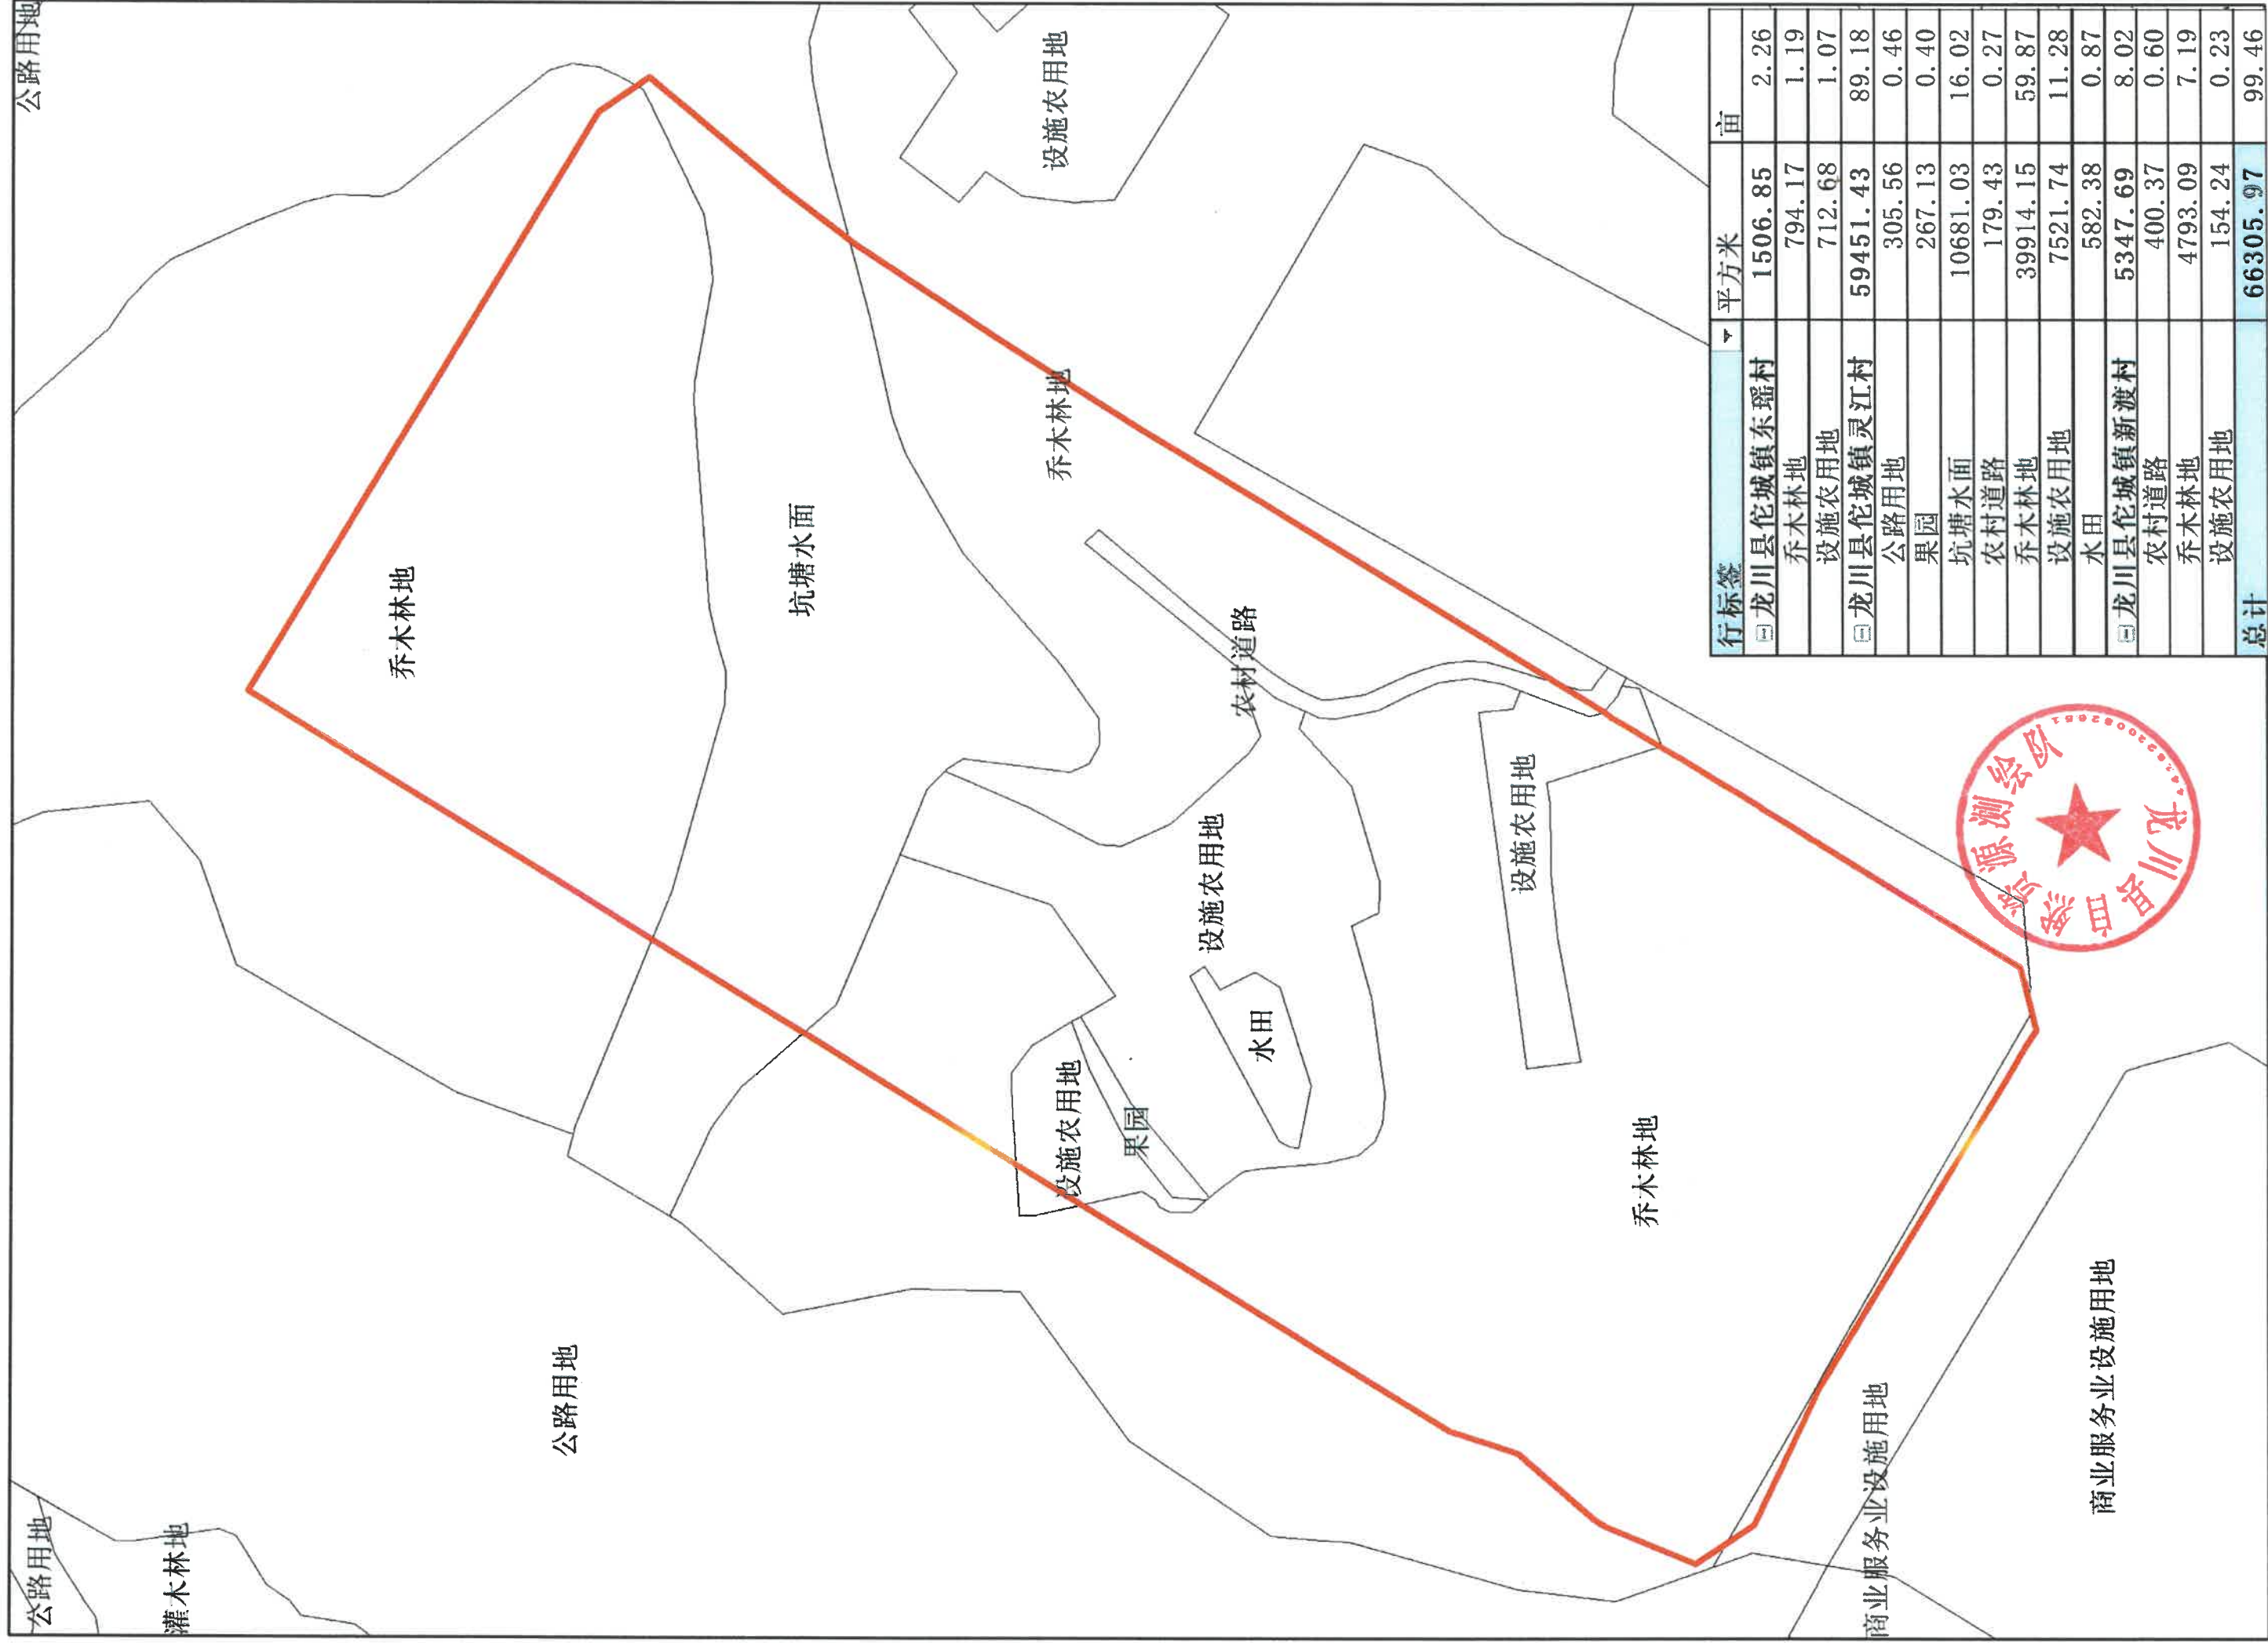 公路用地
公路用地
灌木林地
乔木林地
公路用地
坑塘水面
设施农用地
乔木林地
设施农用地
果园
设施农用地
农村道路
水田
设施农用地
乔木林地
商业服务业设施用地
商业服务业设施用地
行标签 平方米 亩
龙川县佗城镇东瑶村 1506.85 2.26
乔木林地 794.17 1.19
设施农用地 712.68 1.07
龙川县佗城镇灵江村 59451.43 89.18
公路用地 305.56 0.46
果园 267.13 0.40
坑塘水面 10681.03 16.02
农村道路 179.43 0.27
乔木林地 39914.15 59.87
设施农用地 7521.74 11.28
水田 582.38 0.87
龙川县佗城镇新渡村 5347.69 8.02
农村道路 400.37 0.60
乔木林地 4793.09 7.19
设施农用地 154.24 0.23
总计 66305.97 99.46
龙川县自然资源测绘队